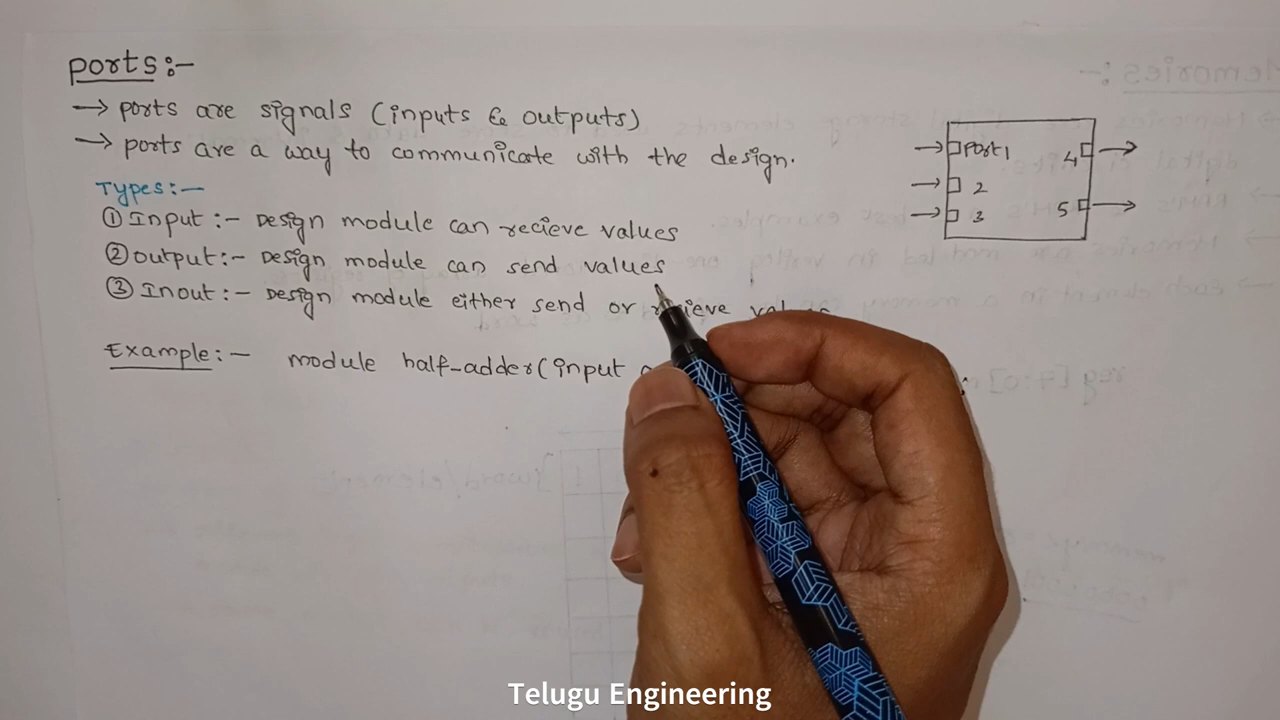 Ports:-
→ Ports are signals (inputs & outputs)
→ Ports are a way to communicate with the design.
Types:-
① Input :- Design module can recieve values
② Output:- Design module can send values
③ Inout :- Design module either send or
Example:- module half-adder(input
Port1
2
3
4
5
Telugu Engineering